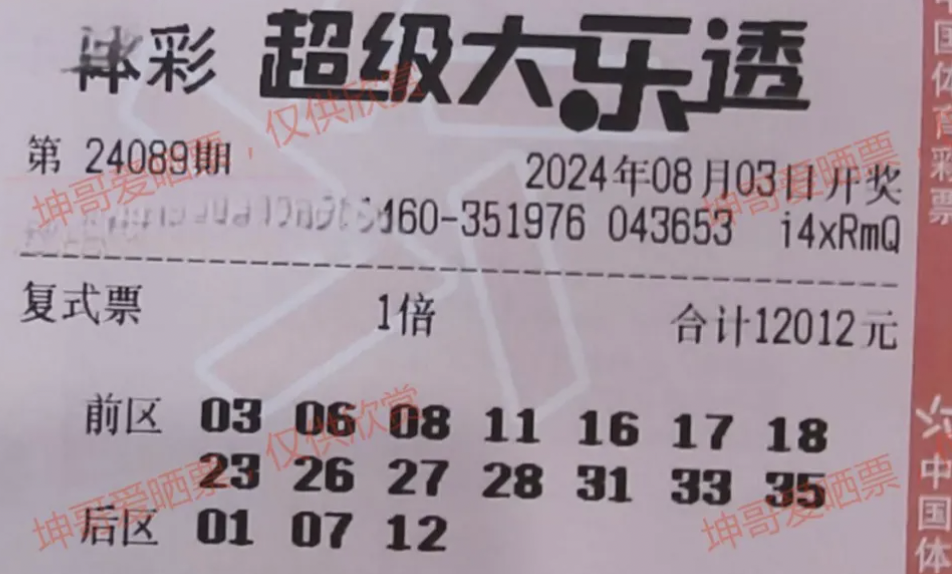 体彩 超级大乐透
第 24089期 2024年08月03日开奖
160-351976 043653 i4xRmQ
复式票 1倍 合计12012元
前区 03 06 08 11 16 17 18
23 26 27 28 31 33 35
后区 01 07 12
坤哥爱晒票,仅供欣赏
坤哥爱晒票
坤哥爱晒票,仅供欣赏
坤哥爱晒票
中国体育彩票
中国体